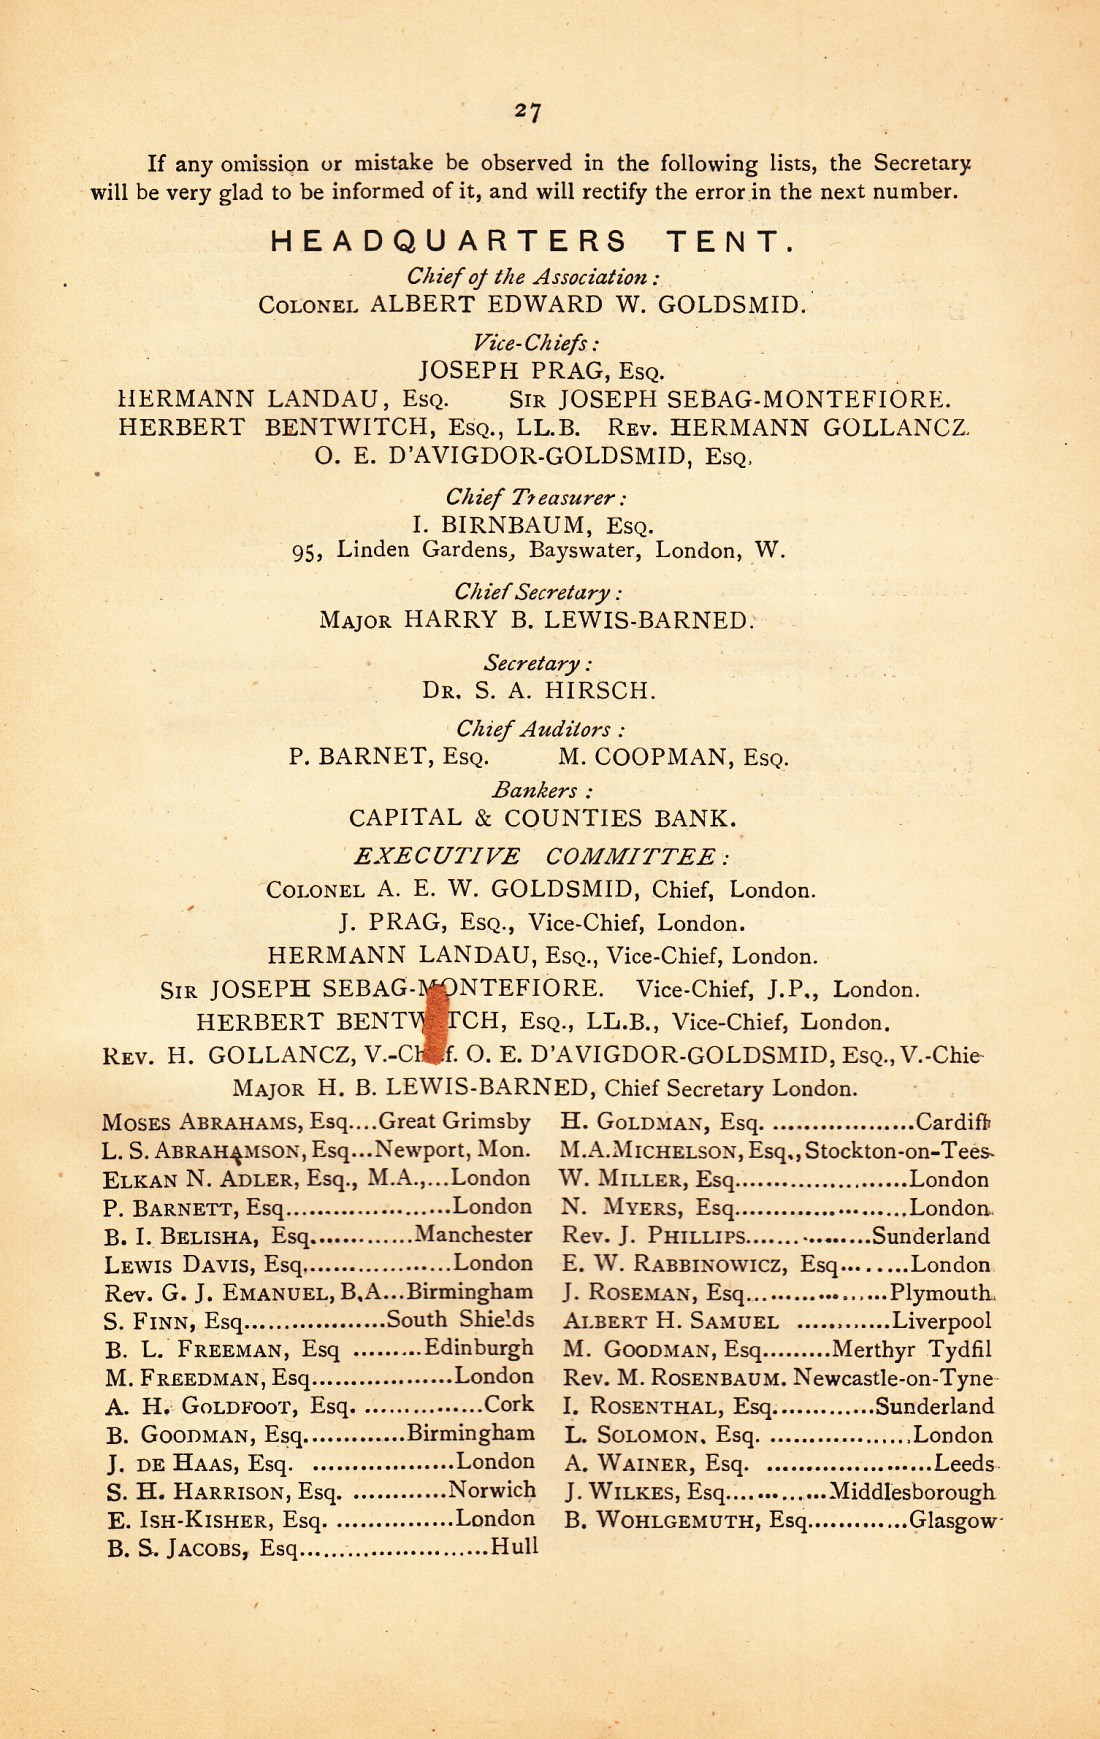 27
If any omission or mistake be observed in the following lists, the Secretary
will be very glad to be informed of it, and will rectify the error in the next number.
HEADQUARTERS TENT.
Chief of the Association:
COLONEL ALBERT EDWARD W. GOLDSMID.
Vice-Chiefs:
JOSEPH PRAG, ESQ.
HERMANN LANDAU, ESQ. SIR JOSEPH SEBAG-MONTEFIORE.
HERBERT BENTWITCH, ESQ., LL.B. REV. HERMANN GOLLANCZ.
O. E. D'AVIGDOR-GOLDSMID, ESQ.
Chief Treasurer:
I. BIRNBAUM, ESQ.
95, Linden Gardens, Bayswater, London, W.
Chief Secretary:
MAJOR HARRY B. LEWIS-BARNED.
Secretary:
DR. S. A. HIRSCH.
Chief Auditors:
P. BARNET, ESQ. M. COOPMAN, ESQ.
Bankers:
CAPITAL & COUNTIES BANK.
EXECUTIVE COMMITTEE:
COLONEL A. E. W. GOLDSMID, Chief, London.
J. PRAG, ESQ., Vice-Chief, London.
HERMANN LANDAU, ESQ., Vice-Chief, London.
SIR JOSEPH SEBAG-MONTEFIORE. Vice-Chief, J.P., London.
HERBERT BENTWITCH, ESQ., LL.B., Vice-Chief, London.
REV. H. GOLLANCZ, V.-Chief. O. E. D'AVIGDOR-GOLDSMID, ESQ., V.-Chie
MAJOR H. B. LEWIS-BARNED, Chief Secretary London.
MOSES ABRAHAMS, Esq....Great Grimsby
L. S. ABRAHAMSON, Esq...Newport, Mon.
ELKAN N. ADLER, Esq., M.A.,...London
P. BARNETT, Esq.....................London
B. I. BELISHA, Esq.............Manchester
LEWIS DAVIS, Esq...................London
Rev. G. J. EMANUEL, B.A...Birmingham
S. FINN, Esq..................South Shields
B. L. FREEMAN, Esq .........Edinburgh
M. FREEDMAN, Esq..................London
A. H. GOLDFOOT, Esq. ...............Cork
B. GOODMAN, Esq.............Birmingham
J. DE HAAS, Esq. ..................London
S. H. HARRISON, Esq. ............Norwich
E. ISH-KISHER, Esq. ...............London
B. S. JACOBS, Esq........................Hull
H. GOLDMAN, Esq. ..................Cardiff
M.A.MICHELSON, Esq., Stockton-on-Tees
W. MILLER, Esq......................London
N. MYERS, Esq......................London
Rev. J. PHILLIPS................Sunderland
E. W. RABBINOWICZ, Esq.........London
J. ROSEMAN, Esq..................Plymouth
ALBERT H. SAMUEL ............Liverpool
M. GOODMAN, Esq.........Merthyr Tydfil
Rev. M. ROSENBAUM. Newcastle-on-Tyne
I. ROSENTHAL, Esq.............Sunderland
L. SOLOMON. Esq. ..................London
A. WAINER, Esq. .....................Leeds
J. WILKES, Esq.............Middlesborough
B. WOHLGEMUTH, Esq.............Glasgow